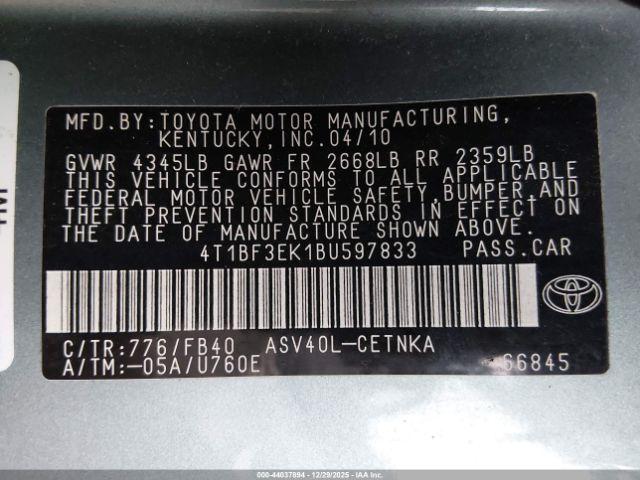 MFD.BY:TOYOTA MOTOR MANUFACTURING,
KENTUCKY,INC.04/10
GVWR 4345LB GAWR FR 2668LB RR 2359LB
THIS VEHICLE CONFORMS TO ALL APPLICABLE
FEDERAL MOTOR VEHICLE SAFETY,BUMPER,AND
THEFT PREVENTION STANDARDS IN EFFECT ON
THE DATE OF MANUFACTURE SHOWN ABOVE.
4T1BF3EK1BU597833 PASS.CAR
C/TR:776/FB40 ASV40L-CETNKA
A/TM:-05A/U760E 66845
000-44037894 | 12/29/2025 | IAA Inc.